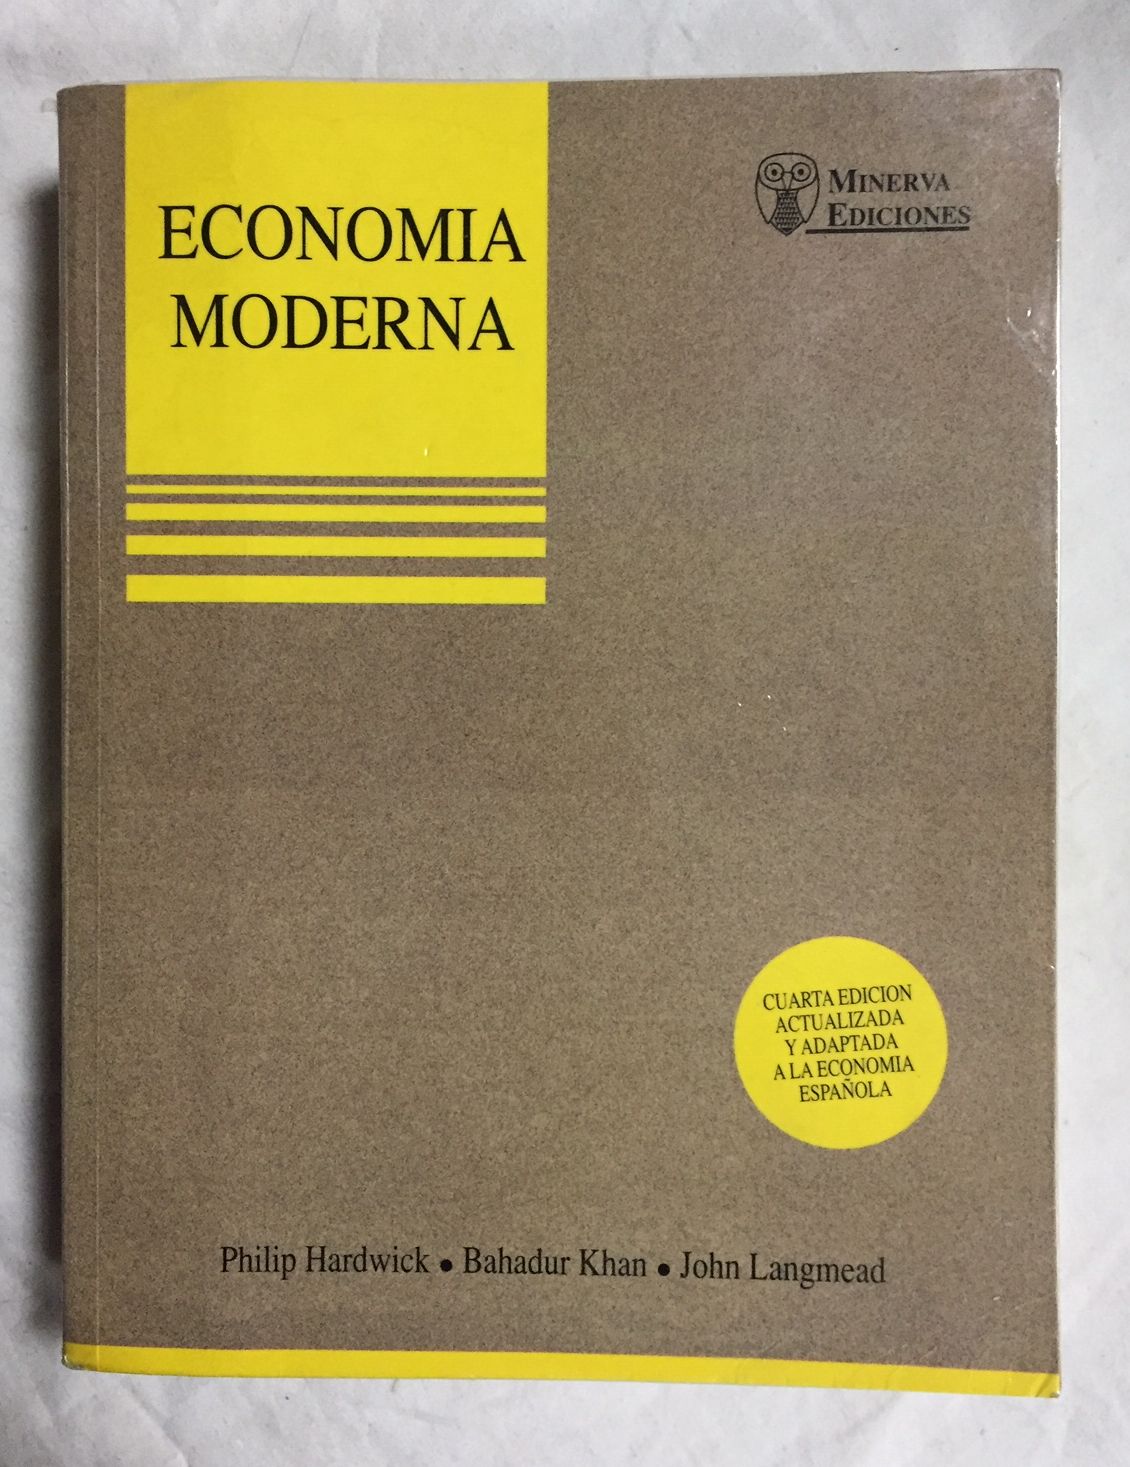 ECONOMIA
MODERNA
MINERVA
EDICIONES
CUARTA EDICION
ACTUALIZADA
Y ADAPTADA
A LA ECONOMIA
ESPAÑOLA
Philip Hardwick ● Bahadur Khan ● John Langmead